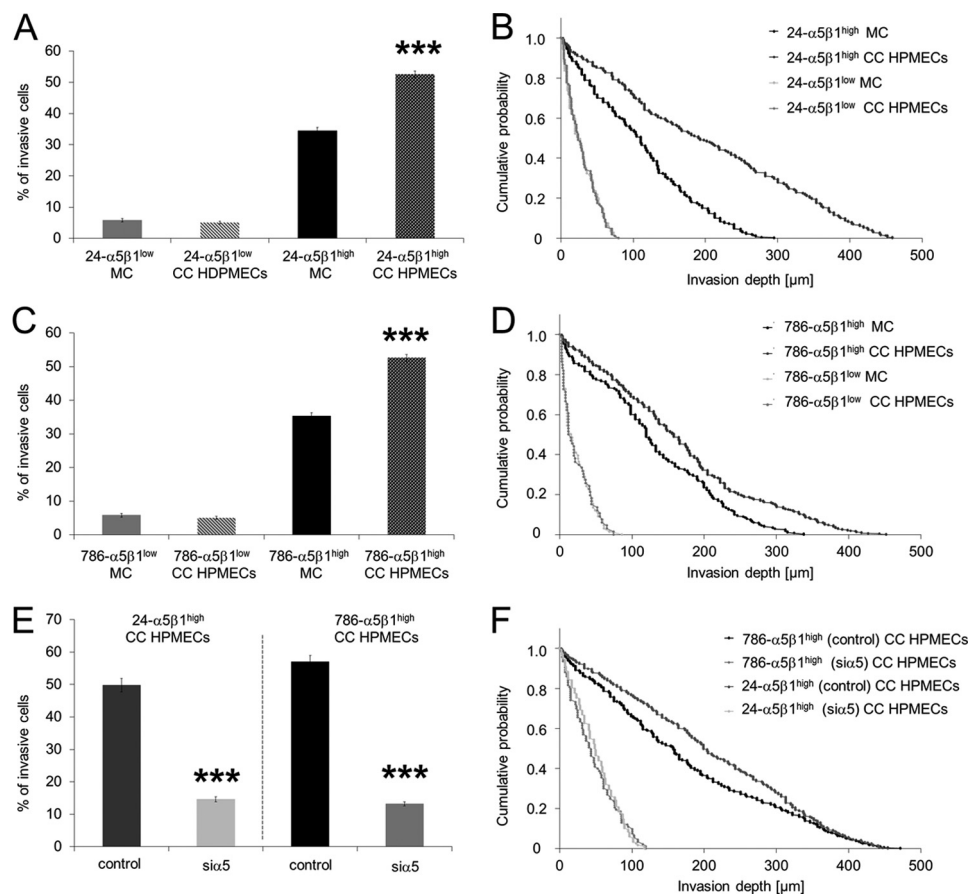 A
% of invasive cells
60
50
40
30
20
10
0
***
24-α5β1low MC
24-α5β1low CC HDPMECs
24-α5β1high MC
24-α5β1high CC HPMECs
B
Cumulative probability
1.0
0.8
0.6
0.4
0.2
0
0 100 200 300 400 500
Invasion depth [µm]
24-α5β1high MC
24-α5β1high CC HPMECs
24-α5β1low MC
24-α5β1low CC HPMECs
C
% of invasive cells
60
50
40
30
20
10
0
***
786-α5β1low MC
786-α5β1low CC HPMECs
786-α5β1high MC
786-α5β1high CC HPMECs
D
Cumulative probability
1.0
0.8
0.6
0.4
0.2
0
0 100 200 300 400 500
Invasion depth [µm]
786-α5β1high MC
786-α5β1high CC HPMECs
786-α5β1low MC
786-α5β1low CC HPMECs
E
24-α5β1high CC HPMECs
786-α5β1high CC HPMECs
% of invasive cells
70
60
50
40
30
20
10
0
***
***
control
siα5
control
siα5
F
Cumulative probability
1.0
0.8
0.6
0.4
0.2
0
0 100 200 300 400 500
Invasion depth [µm]
786-α5β1high (control) CC HPMECs
786-α5β1high (siα5) CC HPMECs
24-α5β1high (control) CC HPMECs
24-α5β1high (siα5) CC HPMECs